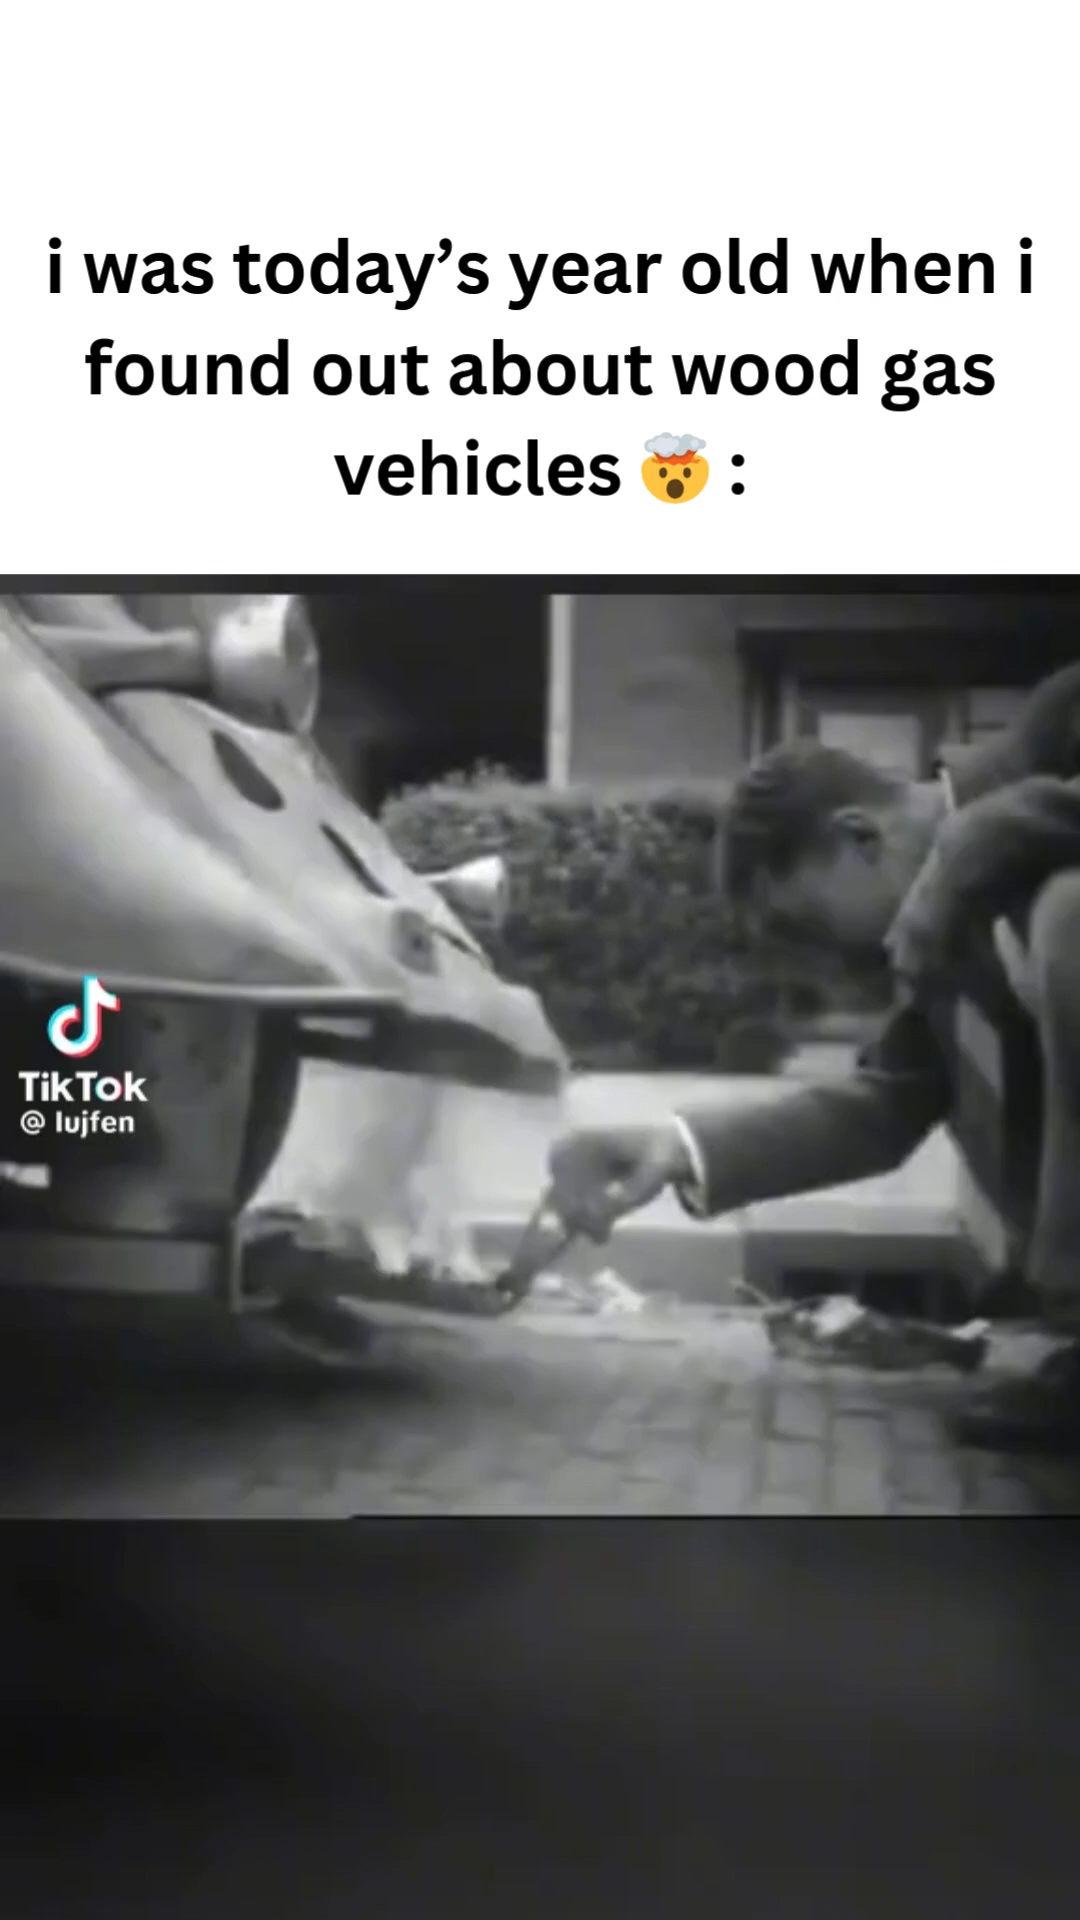 i was today’s year old when i
found out about wood gas
vehicles 🤯 :
TikTok
@ lujfen